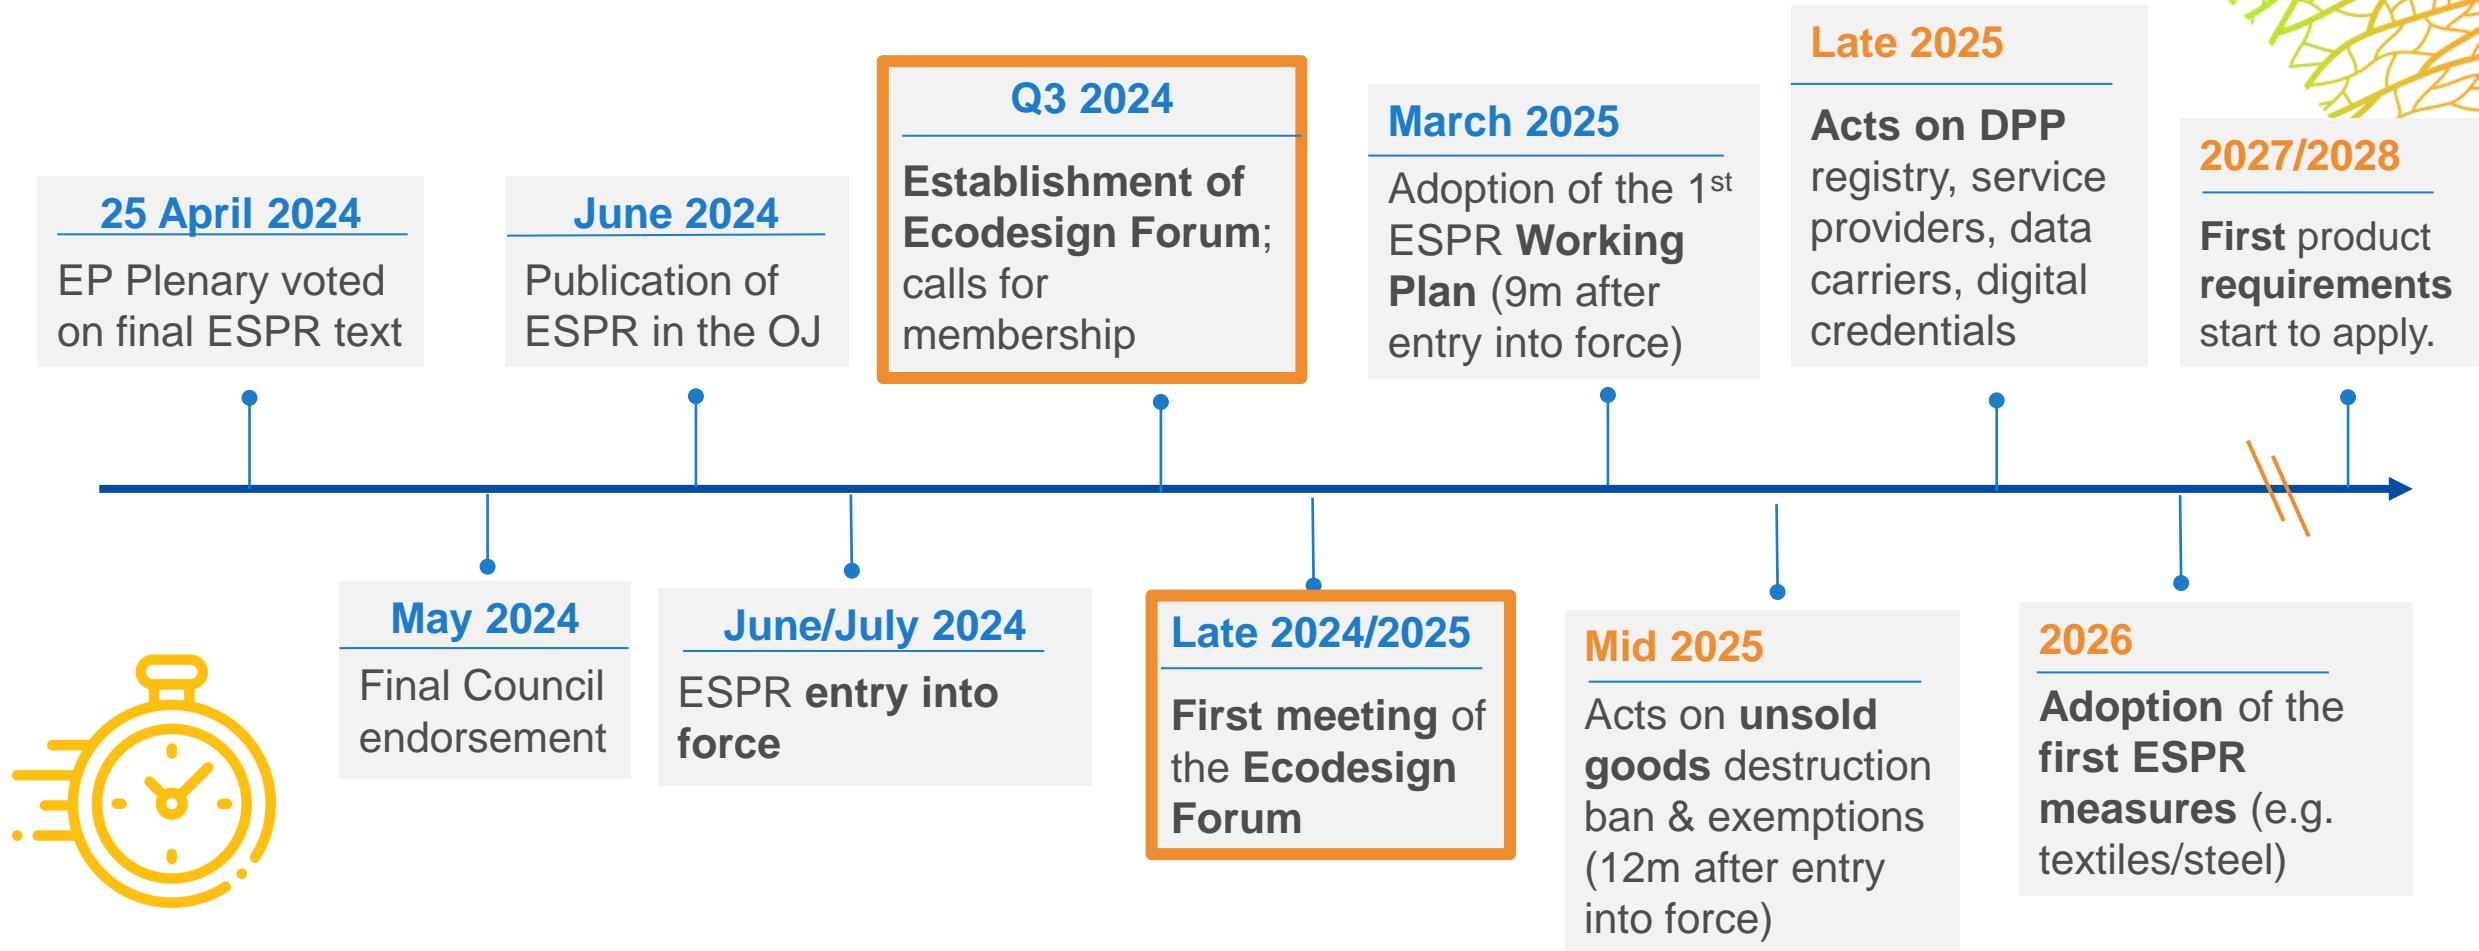 25 April 2024
EP Plenary voted
on final ESPR text
May 2024
Final Council
endorsement
June 2024
Publication of
ESPR in the OJ
June/July 2024
ESPR entry into
force
Q3 2024
Establishment of
Ecodesign Forum;
calls for
membership
Late 2024/2025
First meeting of
the Ecodesign
Forum
March 2025
Adoption of the 1st
ESPR Working
Plan (9m after
entry into force)
Mid 2025
Acts on unsold
goods destruction
ban & exemptions
(12m after entry
into force)
Late 2025
Acts on DPP
registry, service
providers, data
carriers, digital
credentials
2026
Adoption of the
first ESPR
measures (e.g.
textiles/steel)
2027/2028
First product
requirements
start to apply.